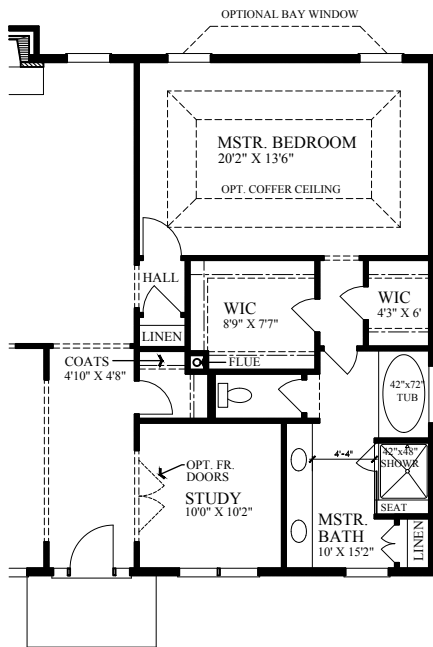 OPTIONAL BAY WINDOW
MSTR. BEDROOM
20'2" X 13'6"
OPT. COFFER CEILING
HALL
LINEN
WIC
8'9" X 7'7"
WIC
4'3" X 6'
COATS
4'10" X 4'8"
FLUE
42"x72"
TUB
4'-4"
42"x48"
SHOWR
SEAT
OPT. FR.
DOORS
STUDY
10'0" X 10'2"
MSTR.
BATH
10' X 15'2"
LINEN